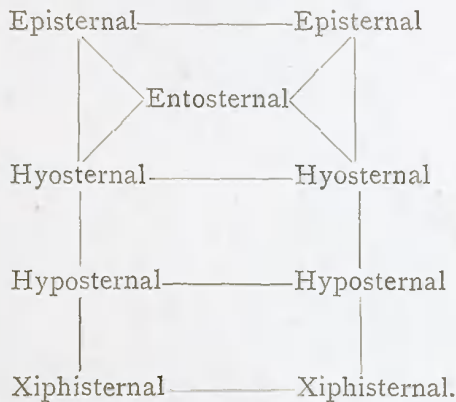 Episternal Episternal
Entosternal
Hyosternal Hyosternal
Hyposternal Hyposternal
Xiphisternal Xiphisternal.